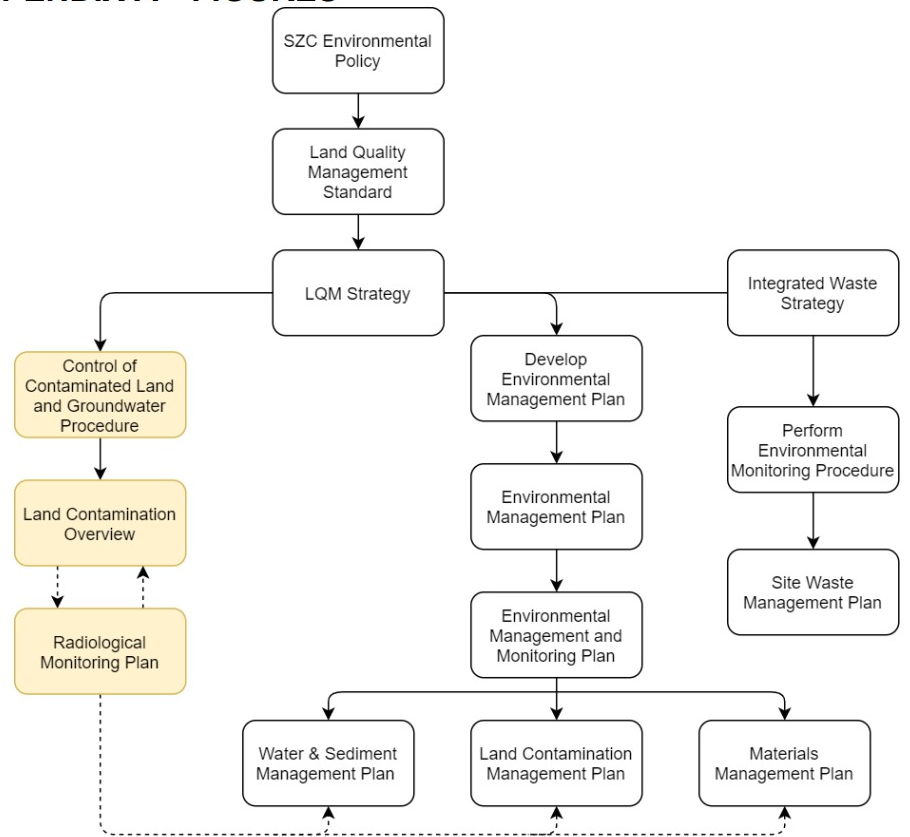 SZC Environmental
Policy
Land Quality
Management
Standard
LQM Strategy
Integrated Waste
Strategy
Control of
Contaminated Land
and Groundwater
Procedure
Develop
Environmental
Management Plan
Perform
Environmental
Monitoring Procedure
Land Contamination
Overview
Environmental
Management Plan
Site Waste
Management Plan
Radiological
Monitoring Plan
Environmental
Management and
Monitoring Plan
Water & Sediment
Management Plan
Land Contamination
Management Plan
Materials
Management Plan